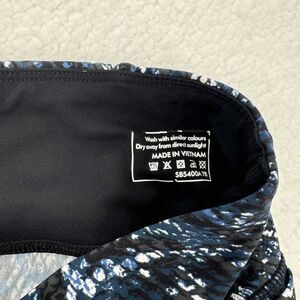 Wash with similar colours
Dry away from direct sunlight
MADE IN VIETNAM
SB5400A78